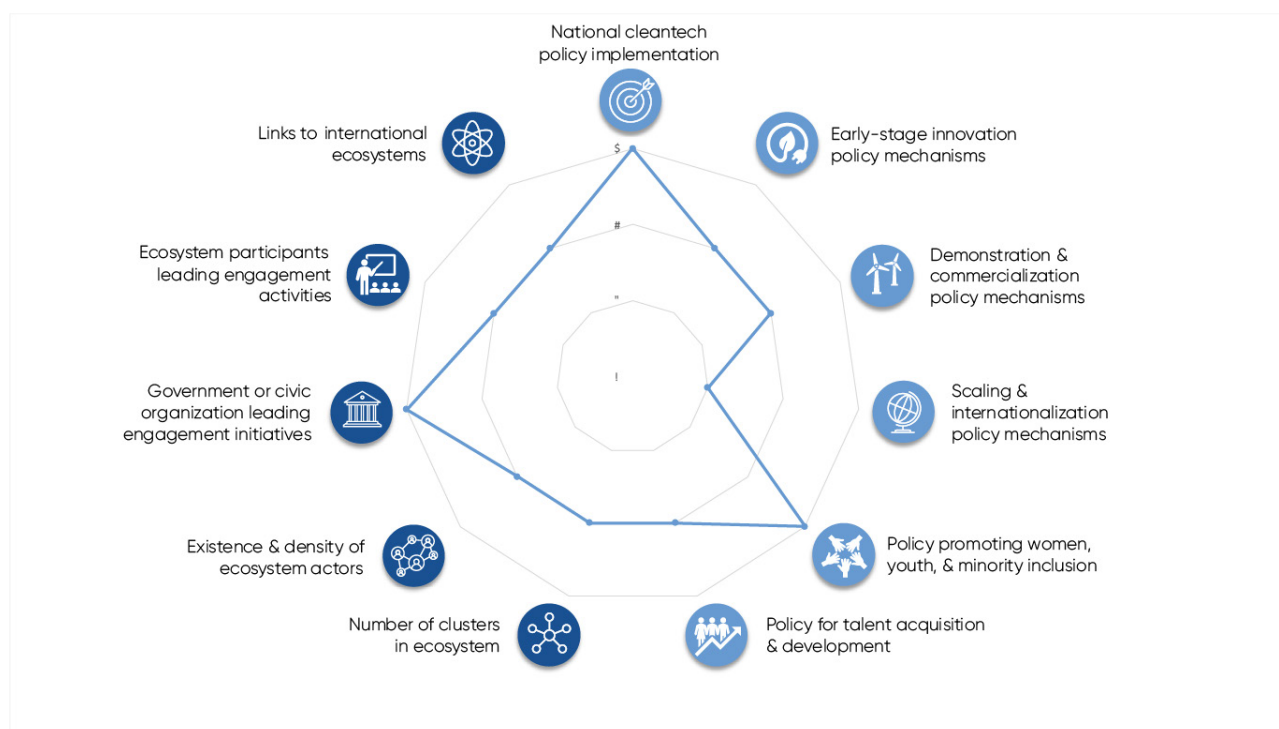 National cleantech
policy implementation
Links to international
ecosystems
Early-stage innovation
policy mechanisms
$
#
Ecosystem participants
leading engagement
activities
Demonstration &
commercialization
policy mechanisms
"
!
Government or civic
organization leading
engagement initiatives
Scaling &
internationalization
policy mechanisms
Existence & density of
ecosystem actors
Policy promoting women,
youth, & minority inclusion
Number of clusters
in ecosystem
Policy for talent acquisition
& development